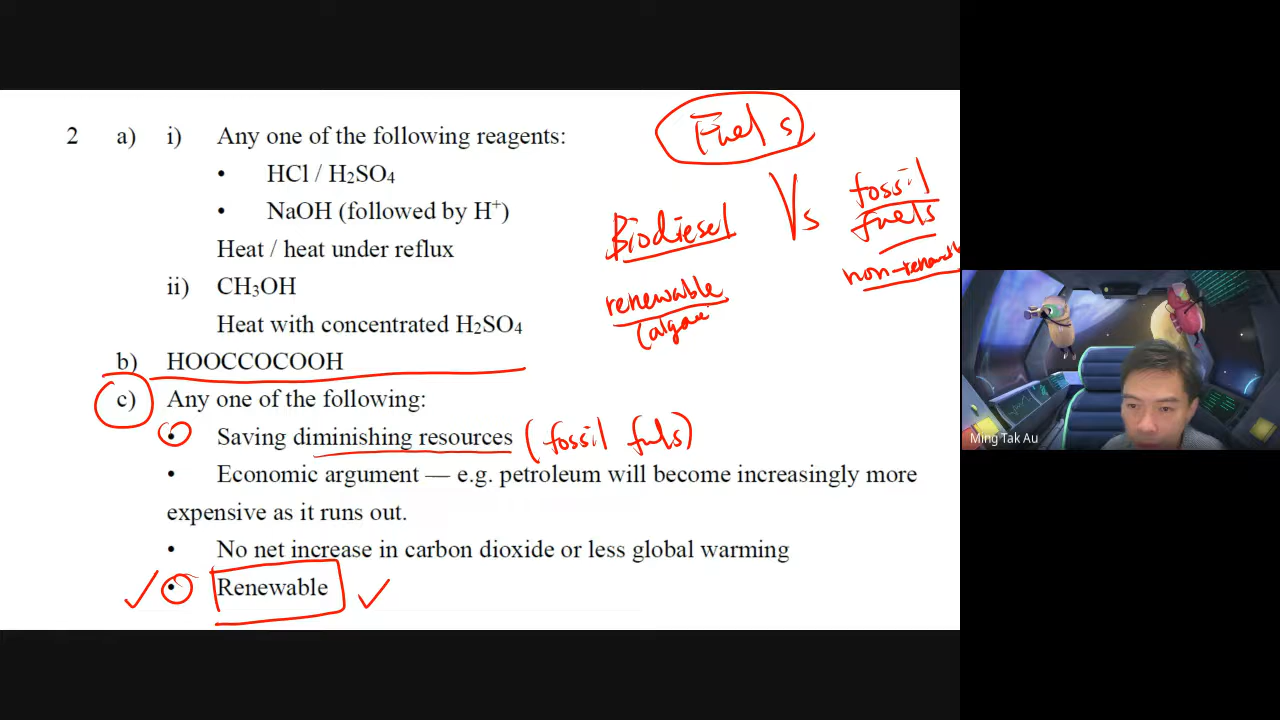 Fuels
2 a) i) Any one of the following reagents:
• HCl / H₂SO₄
• NaOH (followed by H⁺)
Heat / heat under reflux
ii) CH₃OH
Heat with concentrated H₂SO₄
Biodiesel Vs fossil fuels
renewable non-renewable
(algae
b) HOOCCOCOOH
c) Any one of the following:
• Saving diminishing resources (fossil fuls)
• Economic argument — e.g. petroleum will become increasingly more
expensive as it runs out.
• No net increase in carbon dioxide or less global warming
• Renewable
Ming Tak Au